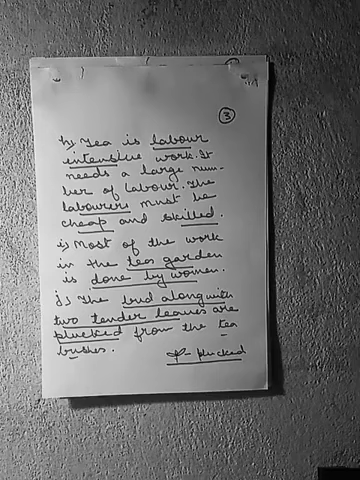 ③
h) Tea is labour
intensive work. It
needs a large num-
ber of labour. The
labourers must be
cheap and skilled.
i) Most of the work
in the tea garden
is done by women.
j) The bud alongwith
two tender leaves are
plucked from the tea
bushes.
P - plucked